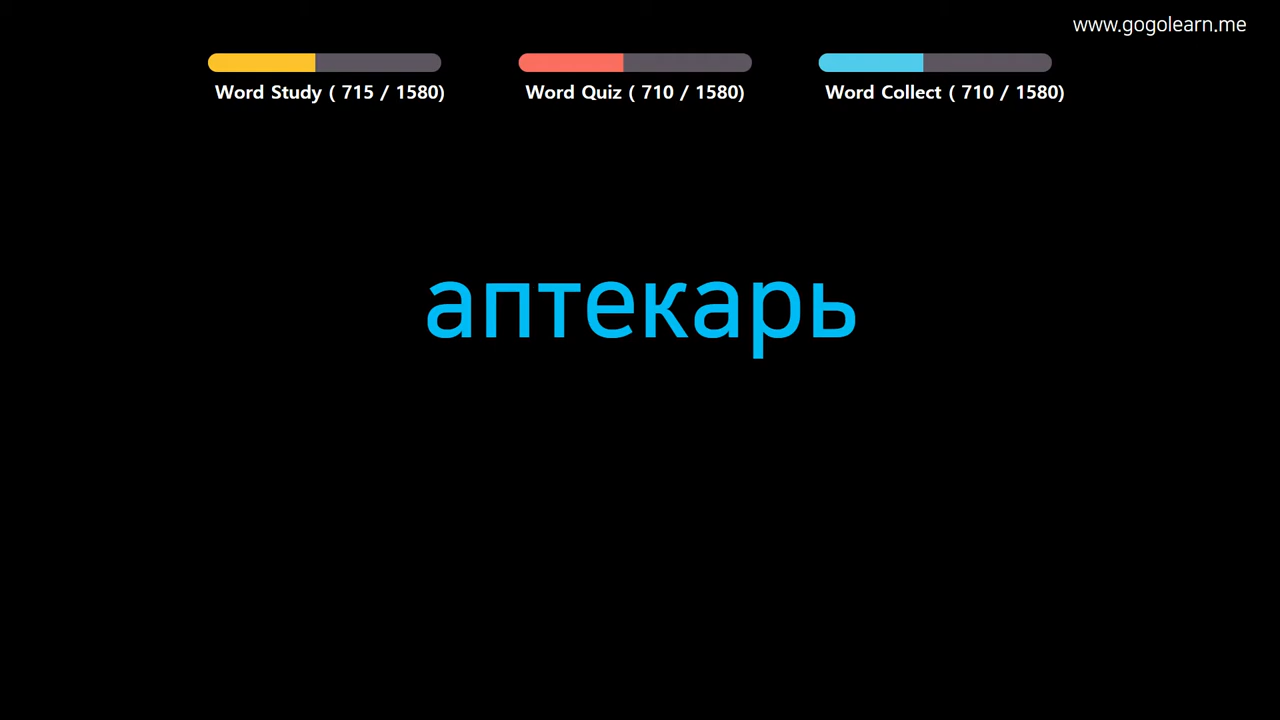 www.gogolearn.me
Word Study ( 715 / 1580)
Word Quiz ( 710 / 1580)
Word Collect ( 710 / 1580)
аптекарь